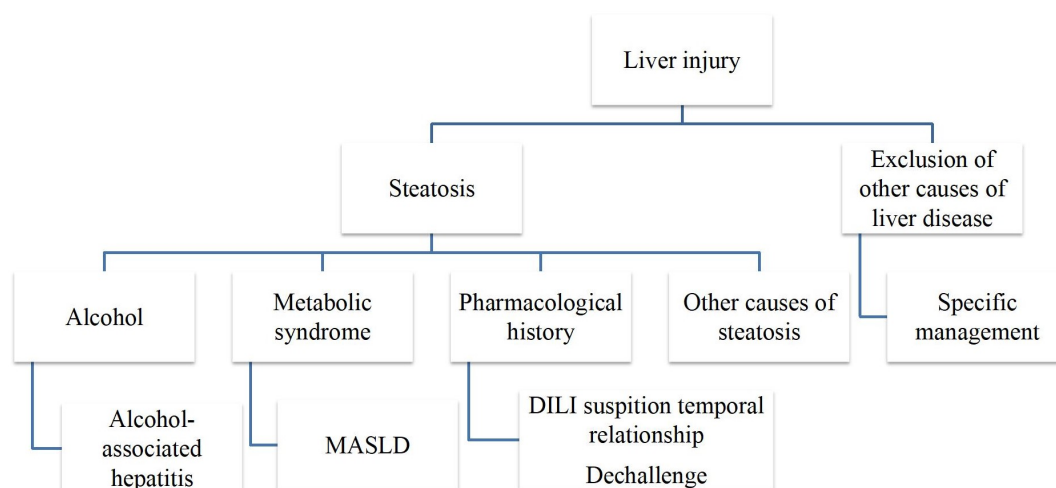 Liver injury
Steatosis
Exclusion of
other causes of
liver disease
Alcohol
Metabolic
syndrome
Pharmacological
history
Other causes of
steatosis
Specific
management
Alcohol-
associated
hepatitis
MASLD
DILI suspition temporal
relationship
Dechallenge